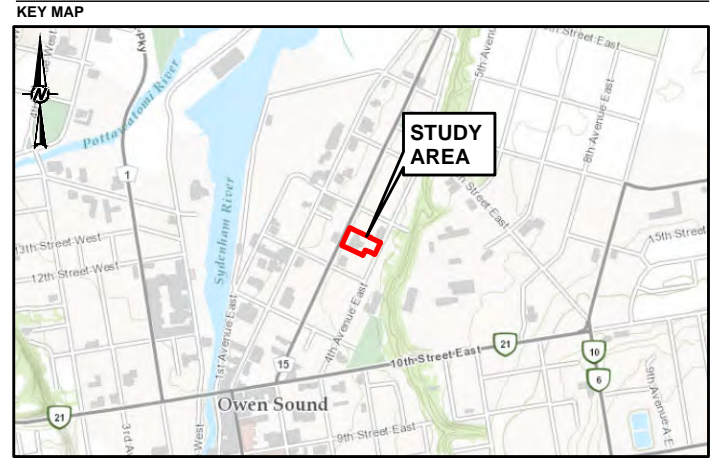 KEY MAP
N
Pottawatomi River
1
Sydenham River
STUDY
AREA
5th Avenu
8th Avenue East
Street East
15th Street
13th Street West
12th Street West
1st Avenue East
4th Avenue East
15
10th Street East
21
10
6
Owen Sound
21
3rd A
West
9th Street East
9th Avenue A E